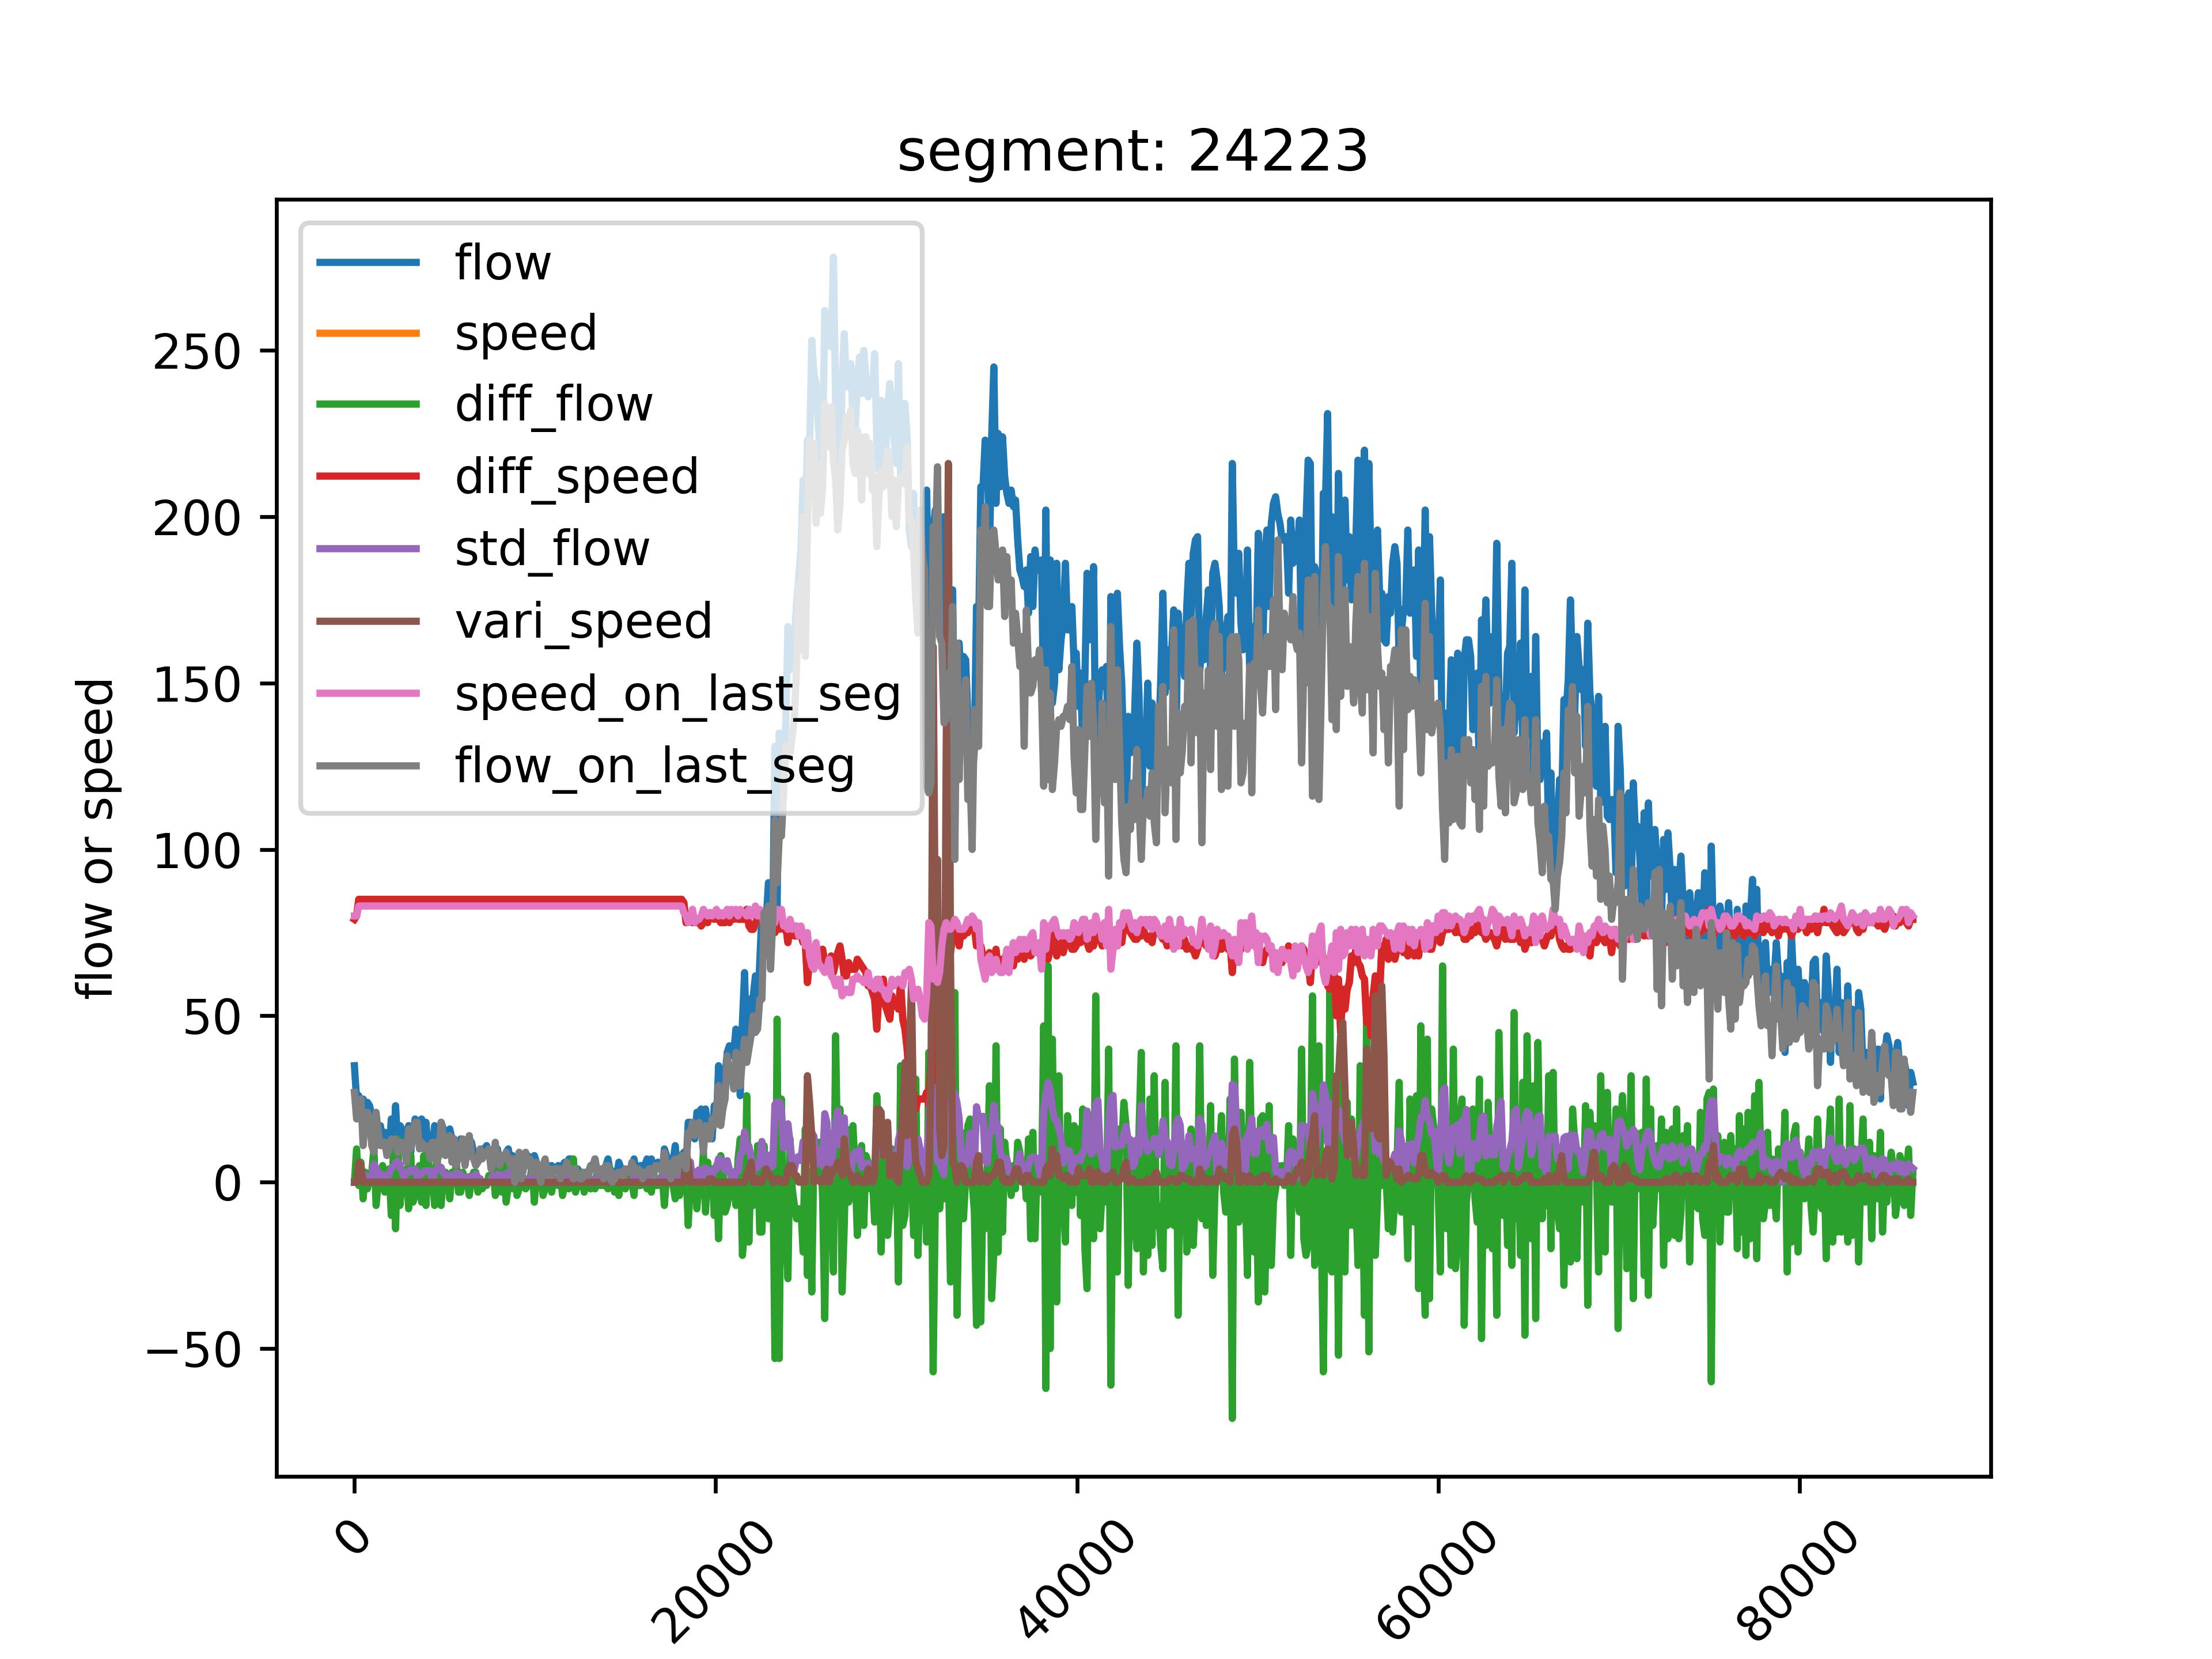 segment: 24223
flow
speed
diff_flow
diff_speed
std_flow
vari_speed
speed_on_last_seg
flow_on_last_seg
flow or speed
250
200
150
100
50
0
−50
0
20000
40000
60000
80000